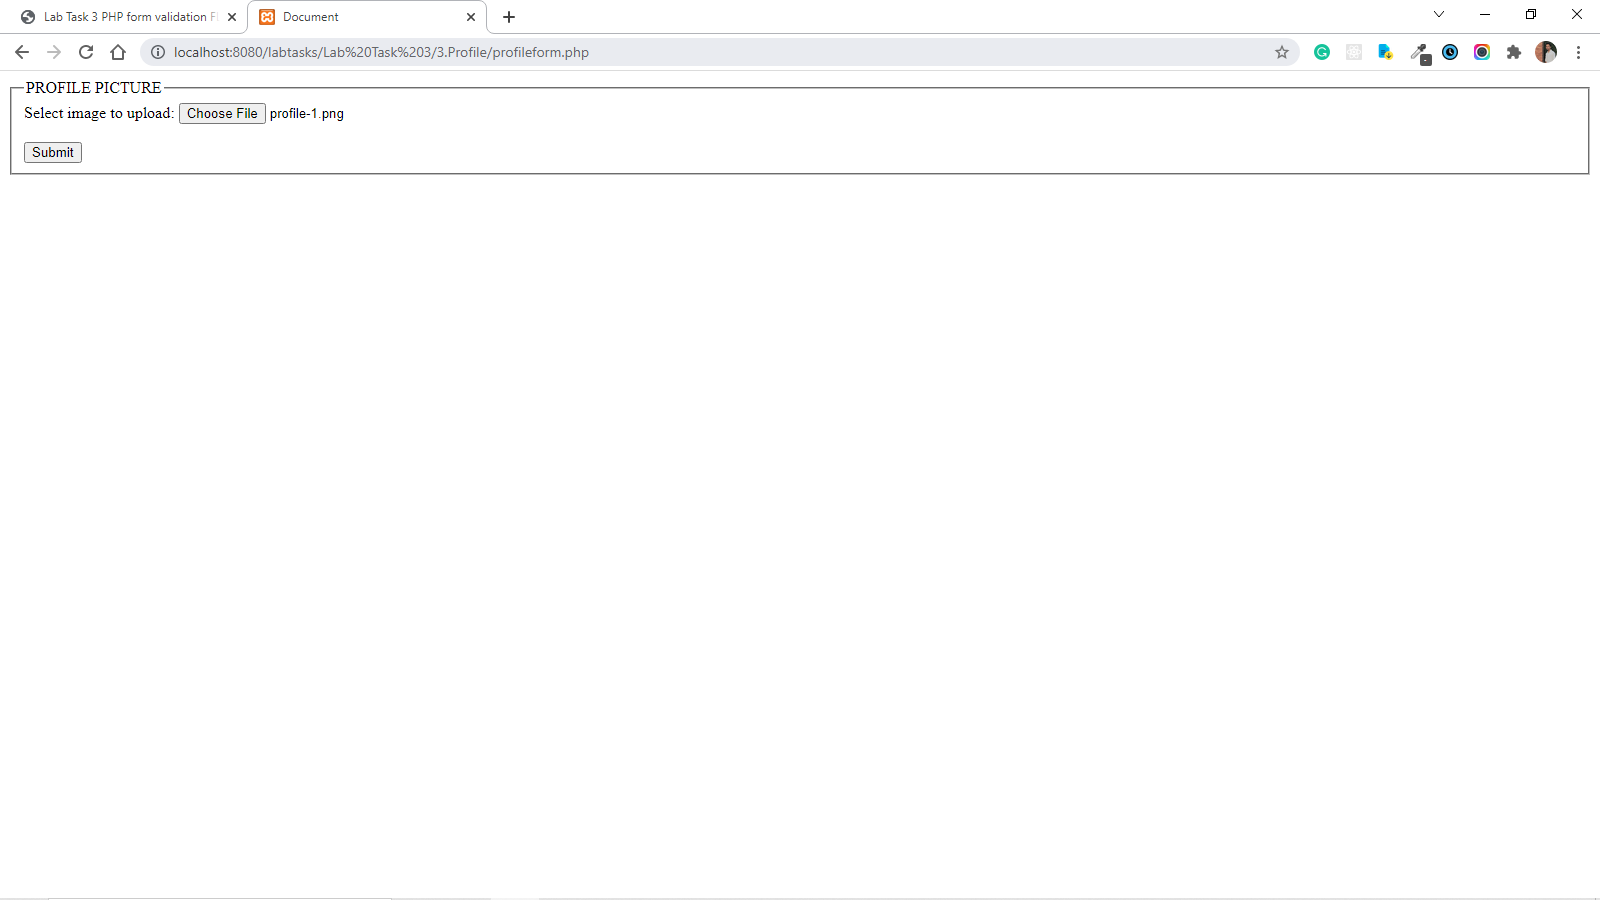 Lab Task 3 PHP form validation
Document
localhost:8080/labtasks/Lab%20Task%203/3.Profile/profileform.php
PROFILE PICTURE
Select image to upload: Choose File profile-1.png
Submit